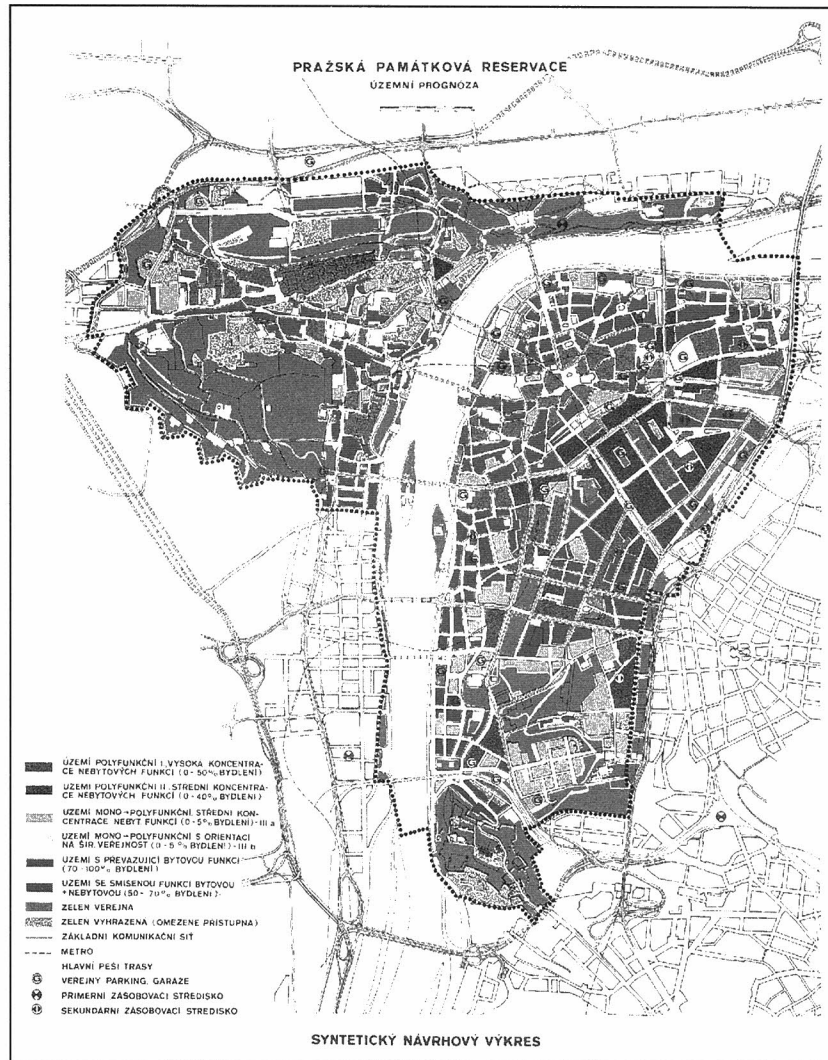 PRAŽSKÁ PAMÁTKOVÁ RESERVACE
ÚZEMNÍ PROGNÓZA
ÚZEMÍ POLYFUNKČNÍ I, VYSOKÁ KONCENTRA-
CE NEBYTOVÝCH FUNKCÍ (0-50% BYDLENÍ)
ÚZEMÍ POLYFUNKČNÍ II. STŘEDNÍ KONCENTRA-
CE NEBYTOVÝCH FUNKCÍ (0-40% BYDLENÍ)
ÚZEMÍ MONO-POLYFUNKČNÍ. STŘEDNÍ KON-
CENTRACE NEBYT FUNKCÍ (0-5% BYDLENÍ)-III a
ÚZEMÍ MONO-POLYFUNKČNÍ S ORIENTACÍ
NA ŠIR. VEŘEJNOST (0-5% BYDLENÍ)-III b
ÚZEMÍ S PŘEVAŽUJÍCÍ BYTOVOU FUNKCÍ
(70-100% BYDLENÍ)
ÚZEMÍ SE SMÍŠENOU FUNKCÍ BYTOVOU
+NEBYTOVOU (50-70% BYDLENÍ)
ZELEŇ VEŘEJNÁ
ZELEŇ VYHRAZENÁ (OMEZENĚ PŘÍSTUPNÁ)
ZÁKLADNÍ KOMUNIKAČNÍ SÍŤ
METRO
HLAVNÍ PĚŠÍ TRASY
G VEŘEJNÝ PARKING, GARÁŽE
PRIMÉRNÍ ZÁSOBOVACÍ STŘEDISKO
SEKUNDÁRNÍ ZÁSOBOVACÍ STŘEDISKO
SYNTETICKÝ NÁVRHOVÝ VÝKRES